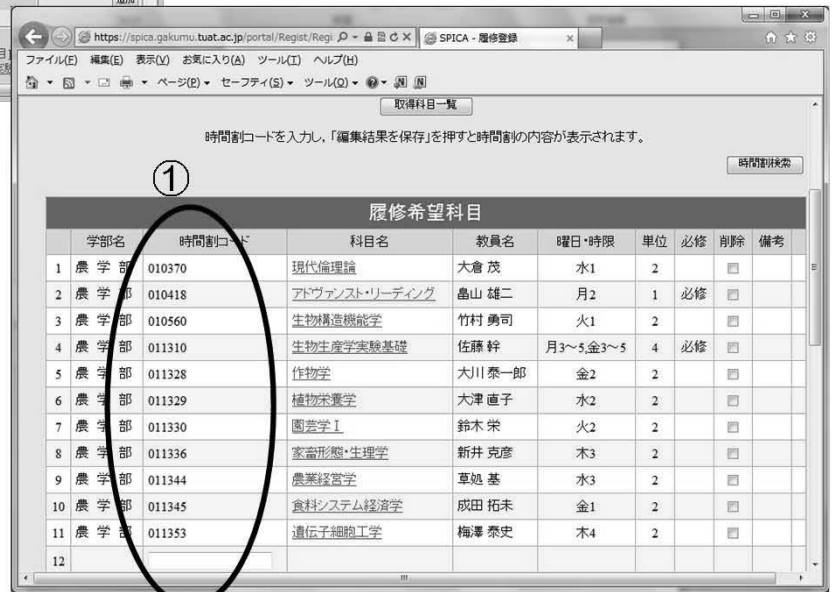 追加
https://spica.gakumu.tuat.ac.jp/portal/Regist/Regi
SPICA - 履修登録
ファイル(F) 編集(E) 表示(V) お気に入り(A) ツール(T) ヘルプ(H)
ページ(P) セーフティ(S) ツール(O)
取得科目一覧
時間割コードを入力し,「編集結果を保存」を押すと時間割の内容が表示されます。
時間割検索
①
履修希望科目
学部名 時間割コード 科目名 教員名 曜日・時限 単位 必修 削除 備考
1 農 学 部 010370 現代倫理論 大倉 茂 水1 2
2 農 学 部 010418 アドヴァンスト・リーディング 畠山 雄二 月2 1 必修
3 農 学 部 010560 生物構造機能学 竹村 勇司 火1 2
4 農 学 部 011310 生物生産学実験基礎 佐藤 幹 月3～5,金3～5 4 必修
5 農 学 部 011328 作物学 大川 泰一郎 金2 2
6 農 学 部 011329 植物栄養学 大津 直子 水2 2
7 農 学 部 011330 園芸学Ⅰ 鈴木 栄 火2 2
8 農 学 部 011336 家畜形態・生理学 新井 克彦 木3 2
9 農 学 部 011344 農業経営学 草処 基 水3 2
10 農 学 部 011345 食料システム経済学 成田 拓未 金1 2
11 農 学 部 011353 遺伝子細胞工学 梅澤 泰史 木4 2
12